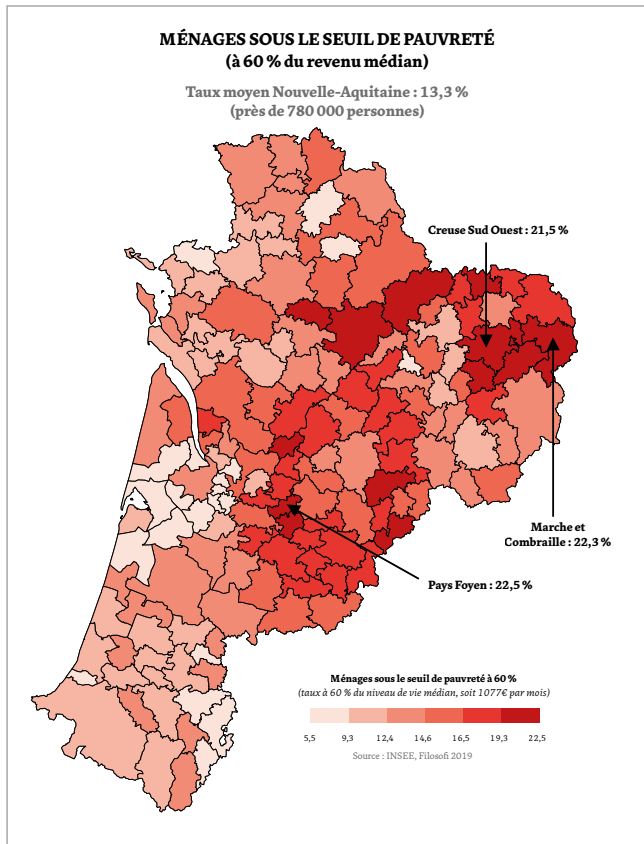 MÉNAGES SOUS LE SEUIL DE PAUVRETÉ
(à 60 % du revenu médian)
Taux moyen Nouvelle-Aquitaine : 13,3 %
(près de 780 000 personnes)
Creuse Sud Ouest : 21,5 %
Marche et
Combraille : 22,3 %
Pays Foyen : 22,5 %
Ménages sous le seuil de pauvreté à 60 %
(taux à 60 % du niveau de vie médian, soit 1077€ par mois)
5,5 9,3 12,4 14,6 16,5 19,3 22,5
Source : INSEE, Filosofi 2019